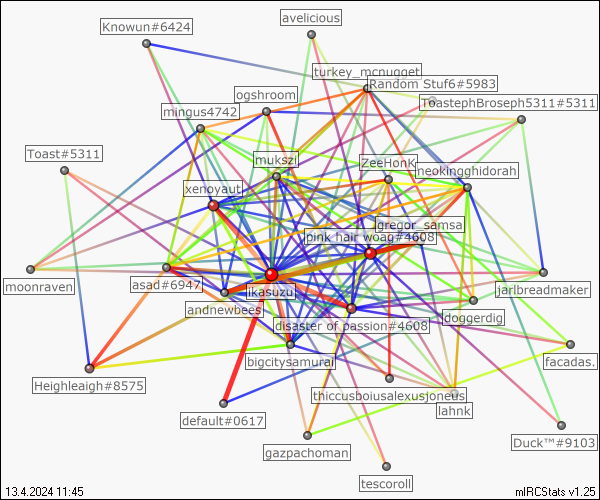 avelicious
Knowun#6424
turkey_mcnugget
Random Stuf6#5983
ogshroom
ToastephBroseph5311#5311
mingus4742
Toast#5311
mukszi
ZeeHonK
neokingghidorah
xenoyaut
gregor_samsa
pink hair woag#4608
moonraven
asad#6947
ikasuzu
jarlbreadmaker
andnewbees
doggerdig
disaster of passion#4608
bigcitysamurai
facadas.
Heighleaigh#8575
thiccusboiusalexusjoneus
lahnk
default#0617
Duck™#9103
gazpachoman
tescoroll
13.4.2024 11:45
mIRCStats v1.25